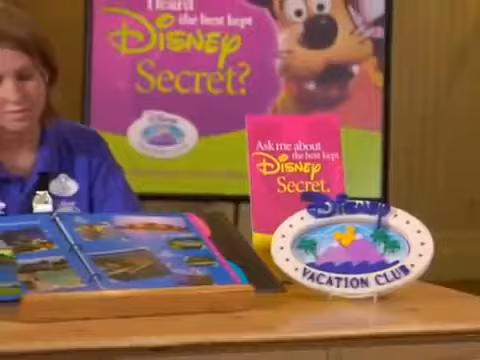 Heard
the best kept
DISNEY
Secret?
Ask me about
the best kept
DISNEY
Secret.
DISNEY
VACATION CLUB